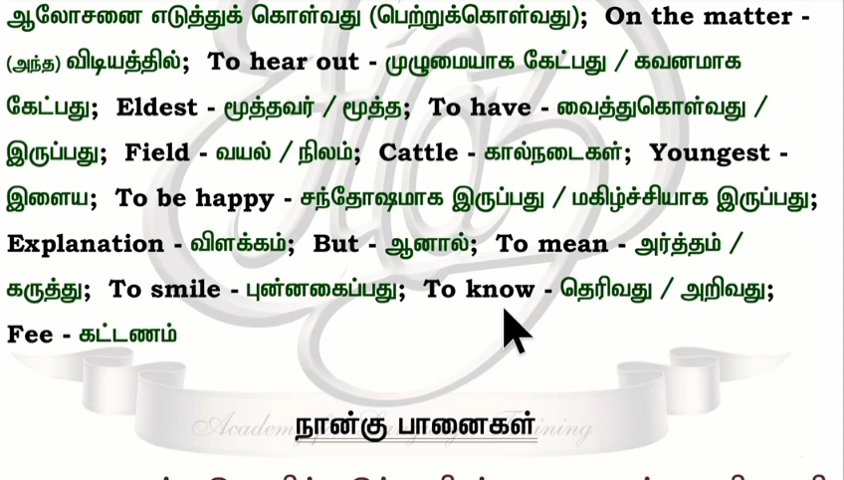 ஆலோசனை எடுத்துக் கொள்வது (பெற்றுக்கொள்வது); On the matter -
(அந்த) விடியத்தில்; To hear out - முழுமையாக கேட்பது / கவனமாக
கேட்பது; Eldest - மூத்தவர் / மூத்த; To have - வைத்துகொள்வது /
இருப்பது; Field - வயல் / நிலம்; Cattle - கால்நடைகள்; Youngest -
இளைய; To be happy - சந்தோஷமாக இருப்பது / மகிழ்ச்சியாக இருப்பது;
Explanation - விளக்கம்; But - ஆனால்; To mean - அர்த்தம் /
கருத்து; To smile - புன்னகைப்பது; To know - தெரிவது / அறிவது;
Fee - கட்டணம்
நான்கு பானைகள்